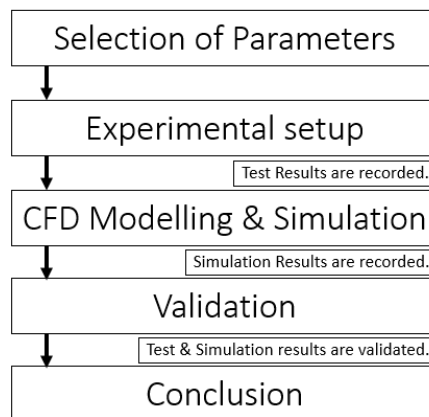 Selection of Parameters
Experimental setup
Test Results are recorded.
CFD Modelling & Simulation
Simulation Results are recorded.
Validation
Test & Simulation results are validated.
Conclusion